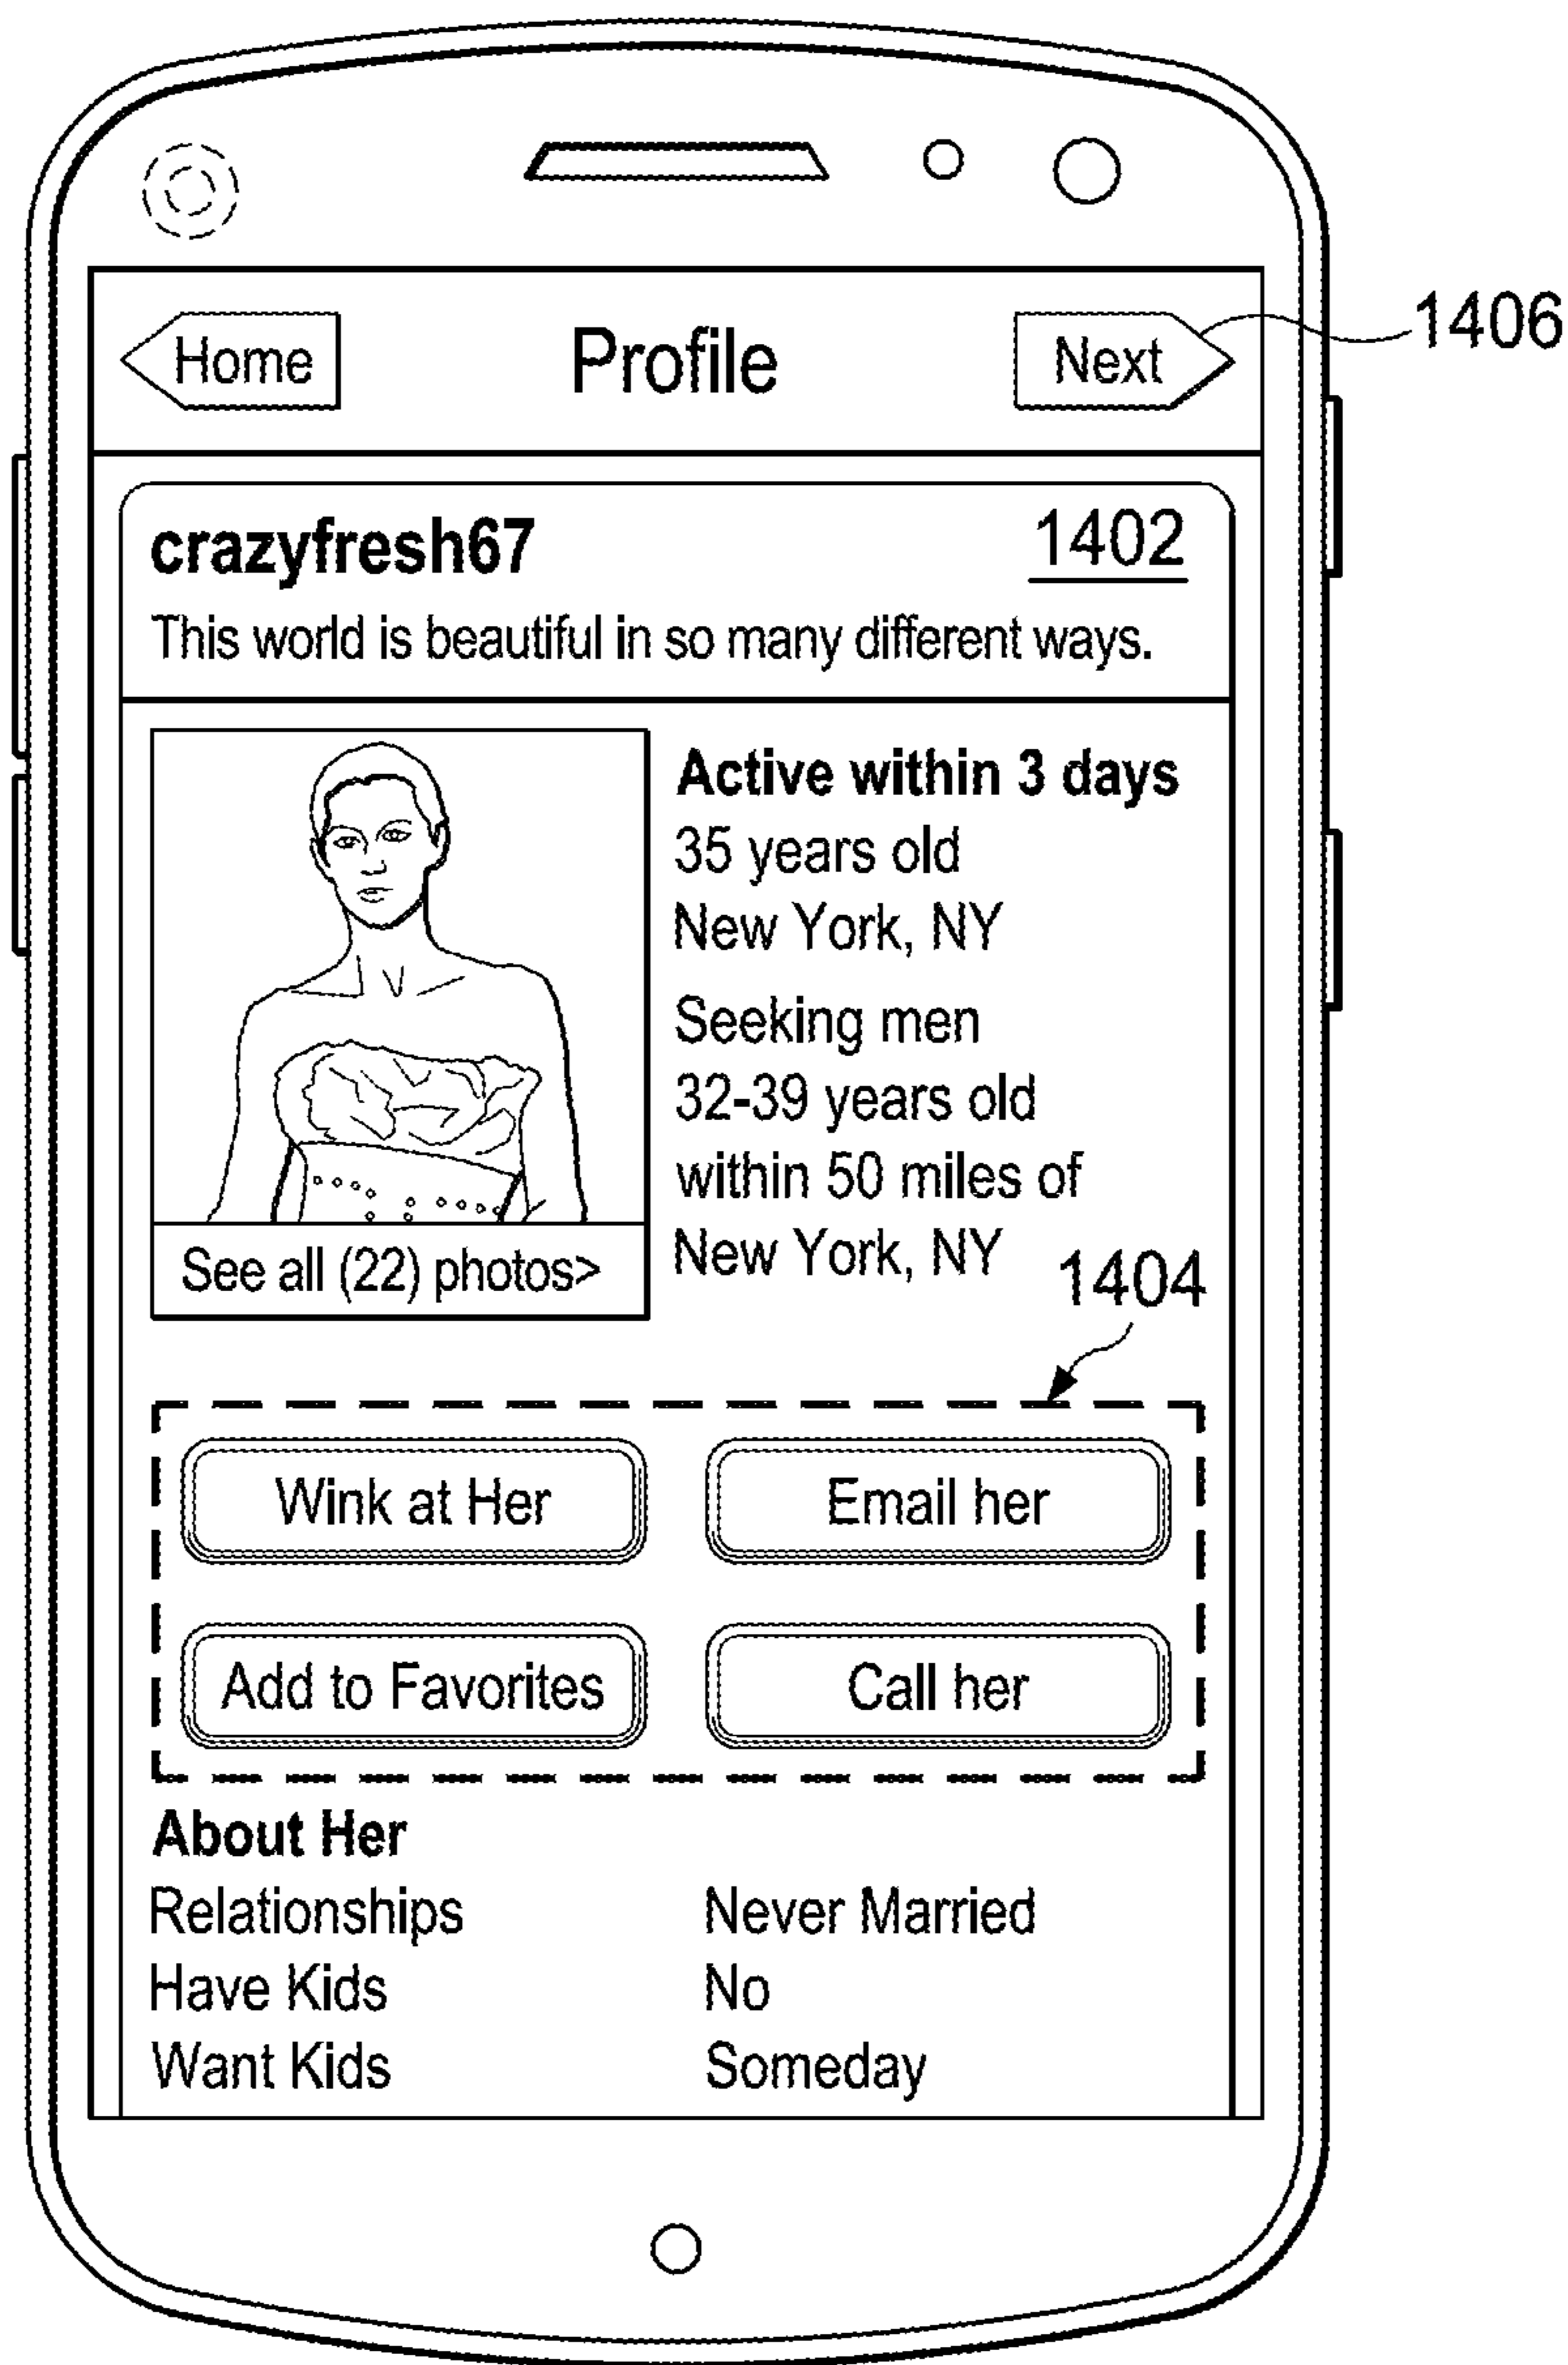 Home Profile Next 1406
crazyfresh67 1402
This world is beautiful in so many different ways.
Active within 3 days
35 years old
New York, NY
Seeking men
32-39 years old
within 50 miles of
New York, NY
See all (22) photos>
1404
Wink at Her Email her
Add to Favorites Call her
About Her
Relationships Never Married
Have Kids No
Want Kids Someday